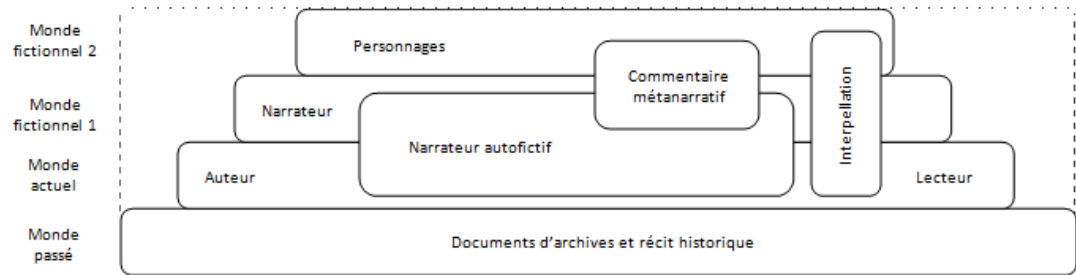 Monde
fictionnel 2
Personnages
Commentaire
métanarratif
Interpellation
Monde
fictionnel 1
Narrateur
Narrateur autofictif
Monde
actuel
Auteur
Lecteur
Monde
passé
Documents d’archives et récit historique